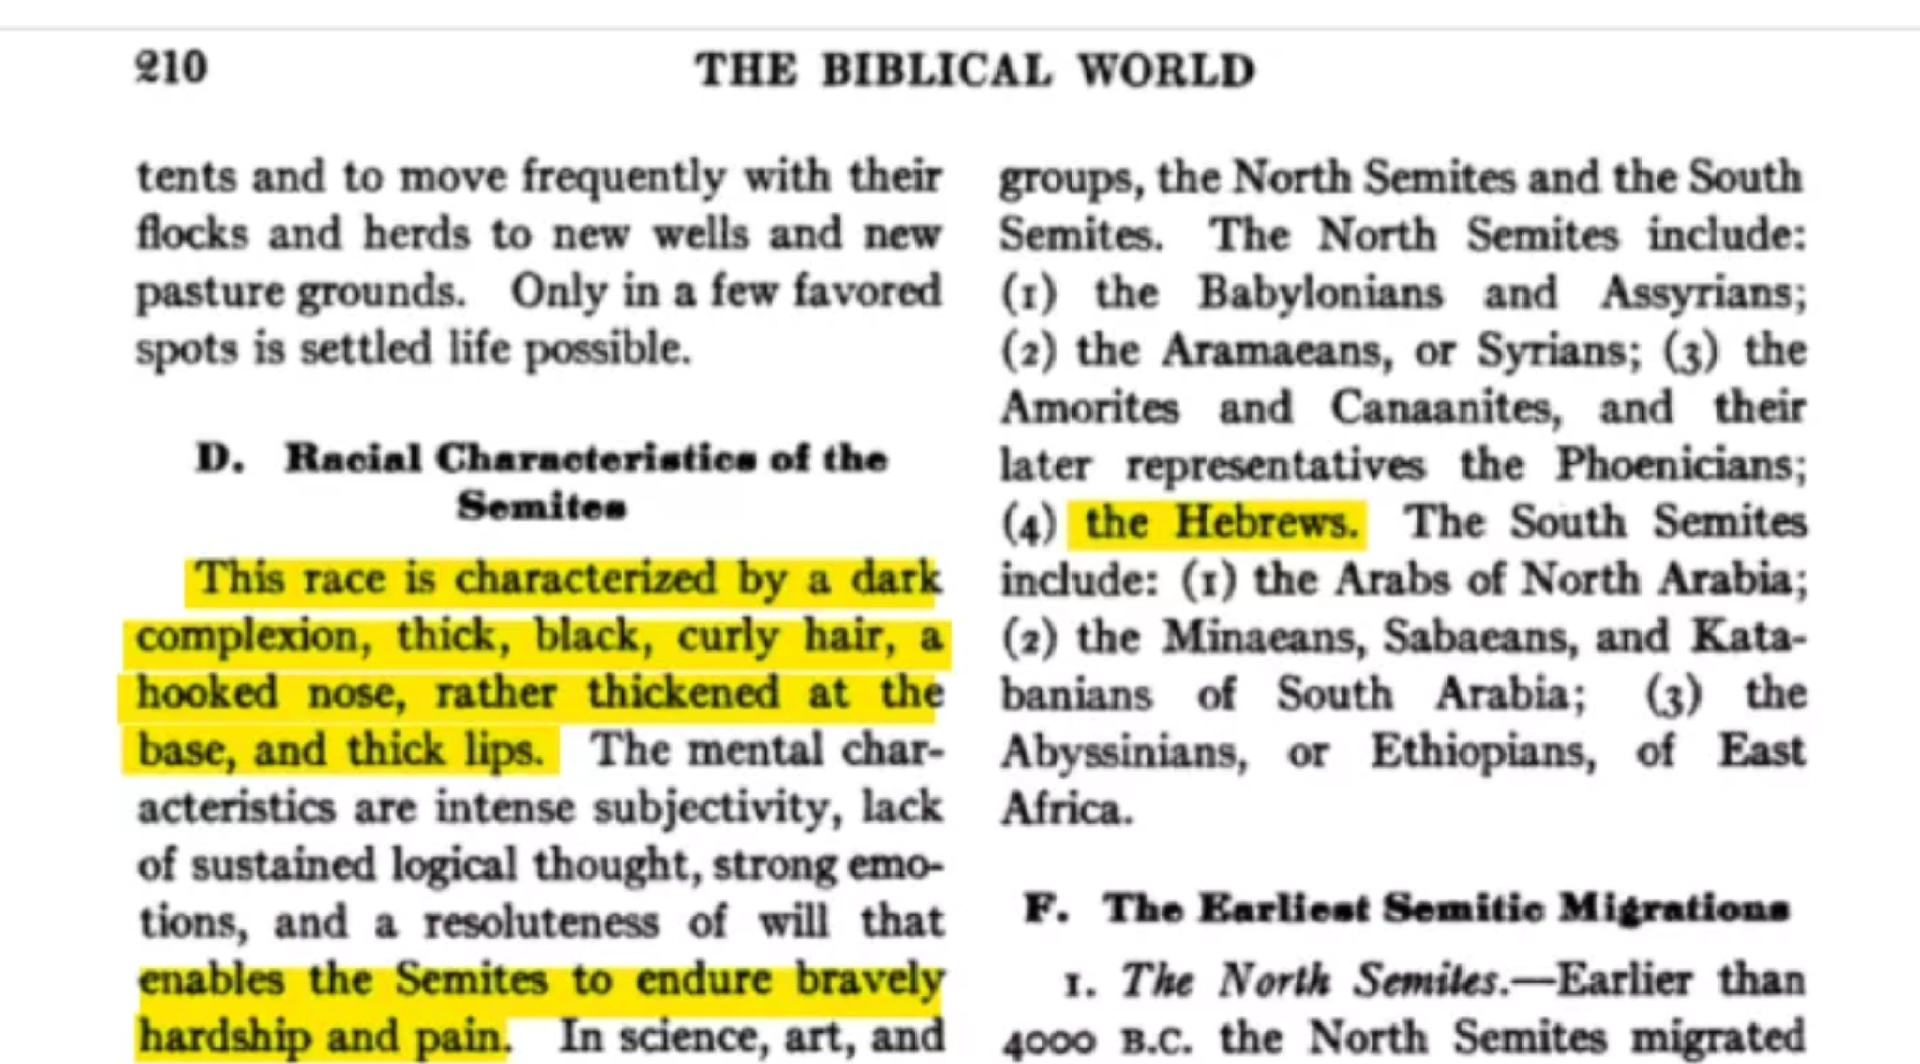 210
THE BIBLICAL WORLD
tents and to move frequently with their
flocks and herds to new wells and new
pasture grounds. Only in a few favored
spots is settled life possible.
D. Racial Characteristics of the
Semites
This race is characterized by a dark
complexion, thick, black, curly hair, a
hooked nose, rather thickened at the
base, and thick lips. The mental char-
acteristics are intense subjectivity, lack
of sustained logical thought, strong emo-
tions, and a resoluteness of will that
enables the Semites to endure bravely
hardship and pain. In science, art, and
groups, the North Semites and the South
Semites. The North Semites include:
(1) the Babylonians and Assyrians;
(2) the Aramaeans, or Syrians; (3) the
Amorites and Canaanites, and their
later representatives the Phoenicians;
(4) the Hebrews. The South Semites
include: (1) the Arabs of North Arabia;
(2) the Minaeans, Sabaeans, and Kata-
banians of South Arabia; (3) the
Abyssinians, or Ethiopians, of East
Africa.
F. The Earliest Semitic Migrations
1. The North Semites.—Earlier than
4000 B.C. the North Semites migrated